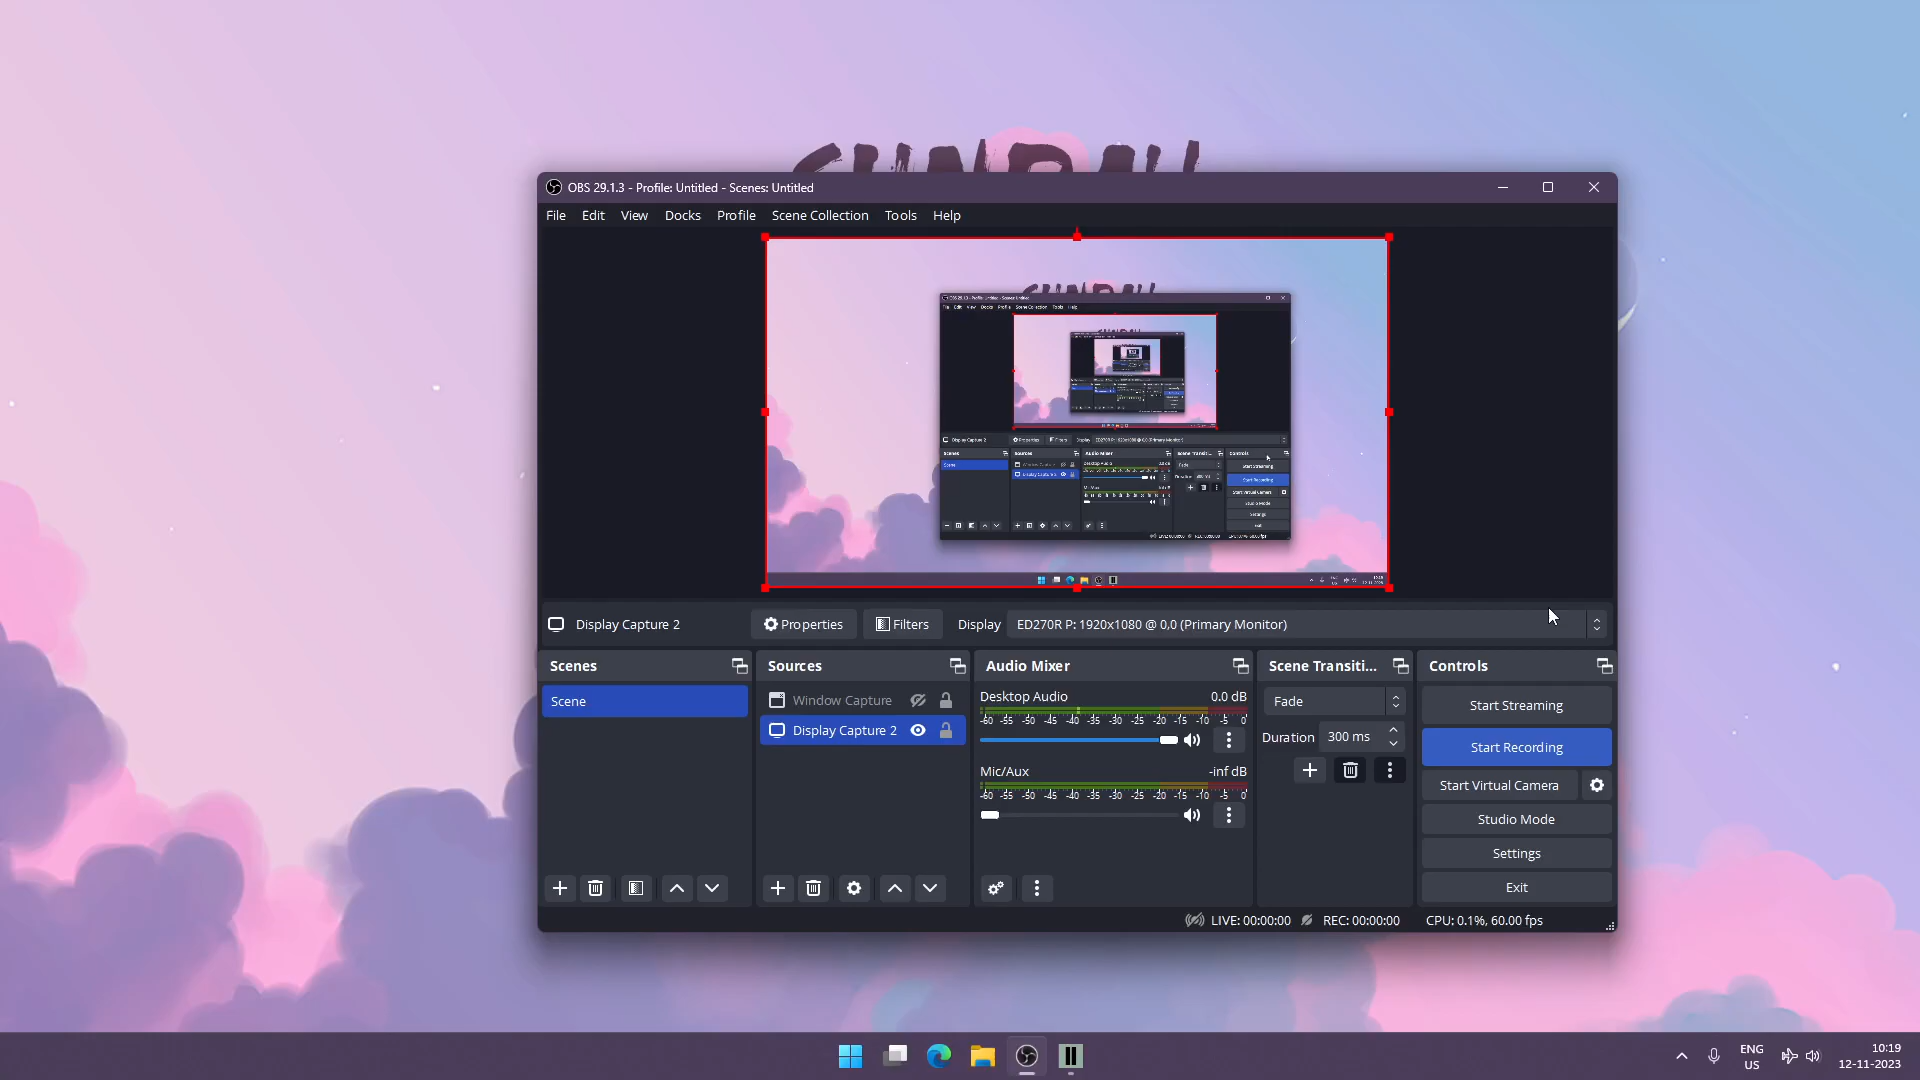 OBS 29.1.3 - Profile: Untitled - Scenes: Untitled
File Edit View Docks Profile Scene Collection Tools Help
Display Capture 2 Properties Filters Display ED270R P: 1920x1080 @ 0,0 (Primary Monitor)
Scenes Sources Audio Mixer Scene Transiti... Controls
Scene
Window Capture
Display Capture 2
Desktop Audio 0.0 dB
-60 -55 -50 -45 -40 -35 -30 -25 -20 -15 -10 -5 0
Mic/Aux -inf dB
-60 -55 -50 -45 -40 -35 -30 -25 -20 -15 -10 -5 0
Fade
Duration 300 ms
Start Streaming
Start Recording
Start Virtual Camera
Studio Mode
Settings
Exit
LIVE: 00:00:00 REC: 00:00:00 CPU: 0.1%, 60.00 fps
ENG
US
10:19
12-11-2023